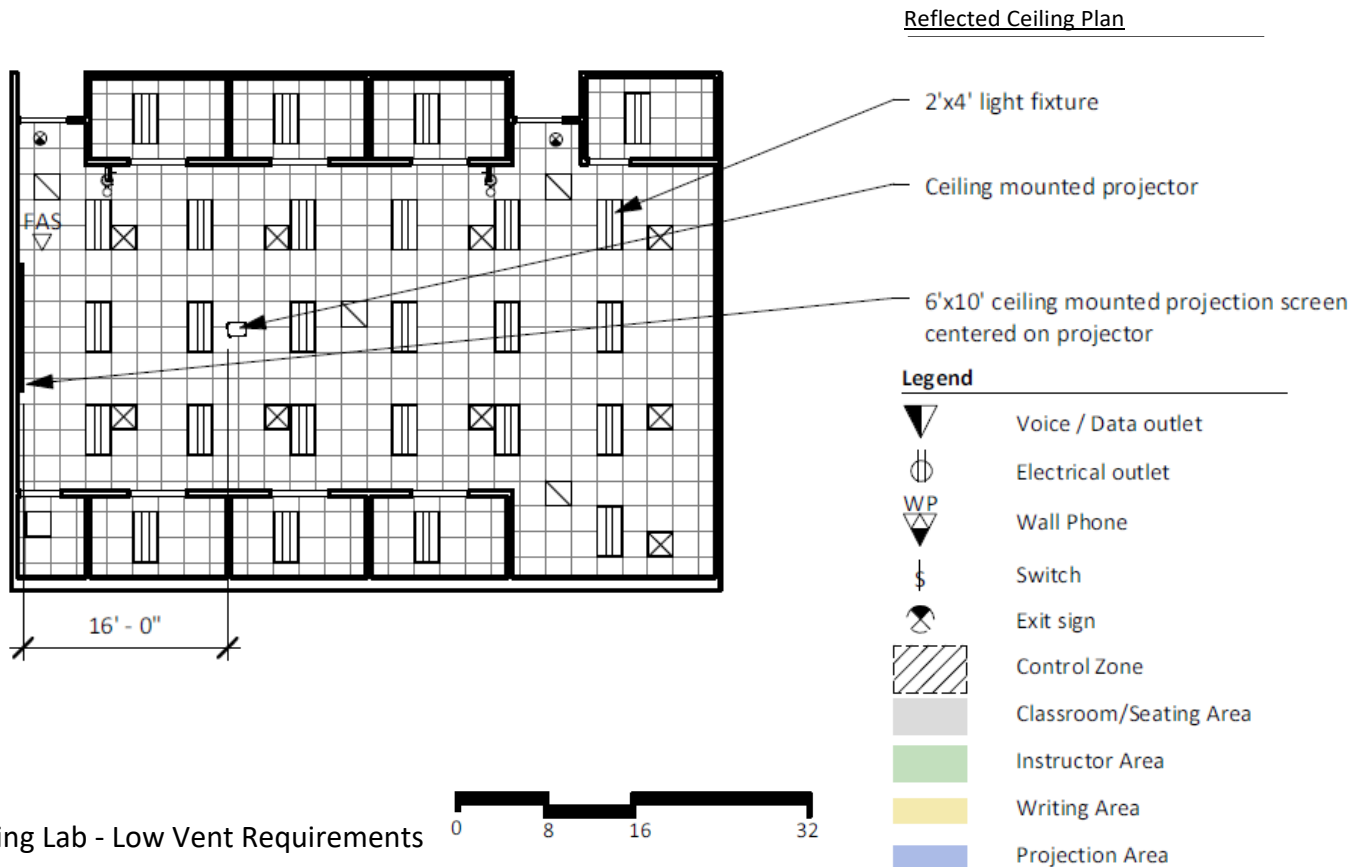 Reflected Ceiling Plan
2'x4' light fixture
Ceiling mounted projector
FAS
6'x10' ceiling mounted projection screen
centered on projector
Legend
Voice / Data outlet
Electrical outlet
WP
Wall Phone
$
Switch
Exit sign
16' - 0"
Control Zone
Classroom/Seating Area
Instructor Area
Writing Area
0 8 16 32
ing Lab - Low Vent Requirements
Projection Area